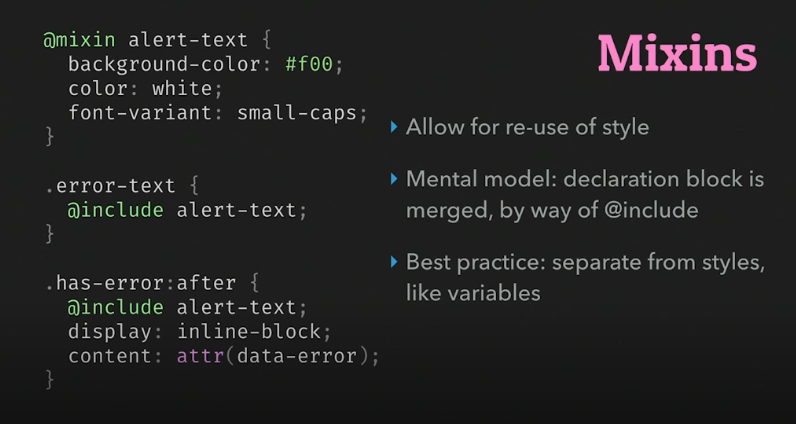 @mixin alert-text {
background-color: #f00;
color: white;
font-variant: small-caps;
}
.error-text {
@include alert-text;
}
.has-error:after {
@include alert-text;
display: inline-block;
content: attr(data-error);
}
Mixins
Allow for re-use of style
Mental model: declaration block is
merged, by way of @include
Best practice: separate from styles,
like variables